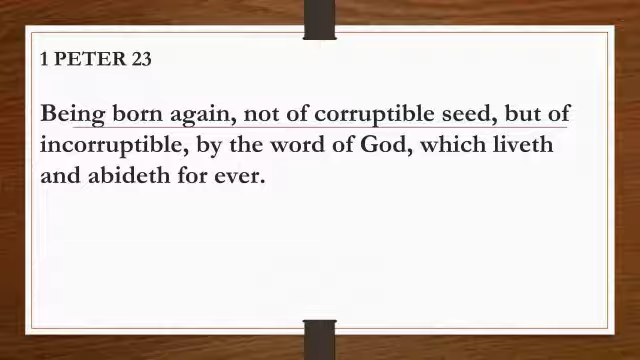 1 PETER 23
Being born again, not of corruptible seed, but of
incorruptible, by the word of God, which liveth
and abideth for ever.